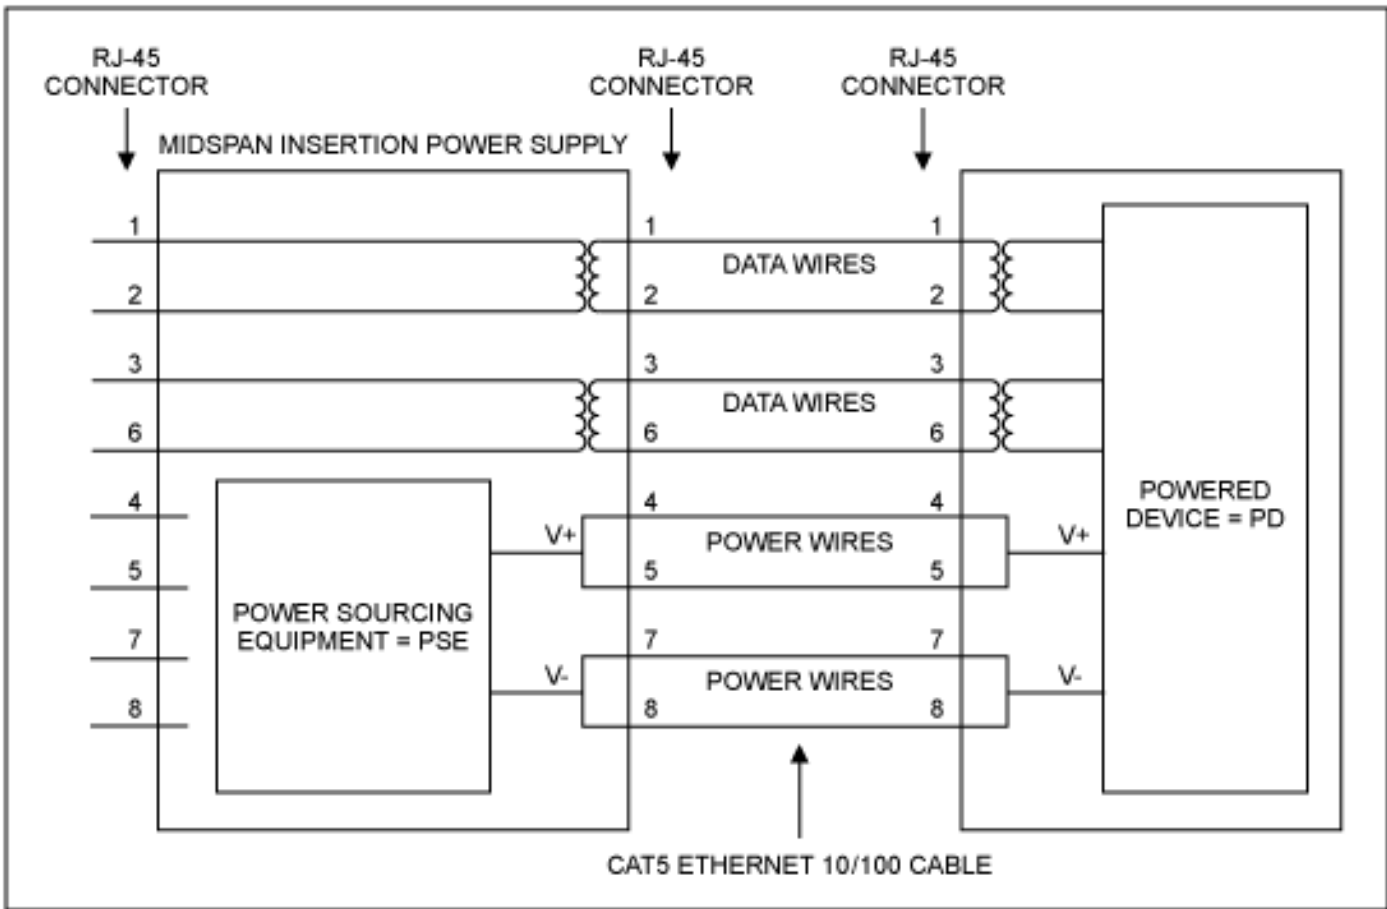 RJ-45
CONNECTOR
RJ-45
CONNECTOR
RJ-45
CONNECTOR
MIDSPAN INSERTION POWER SUPPLY
1 1 DATA WIRES 1
2 2 2
3 3 DATA WIRES 3
6 6 6
4 V+ 4 POWER WIRES 4 V+
5 5 5
7 V- 7 POWER WIRES 7 V-
8 8 8
POWER SOURCING
EQUIPMENT = PSE
POWERED
DEVICE = PD
CAT5 ETHERNET 10/100 CABLE